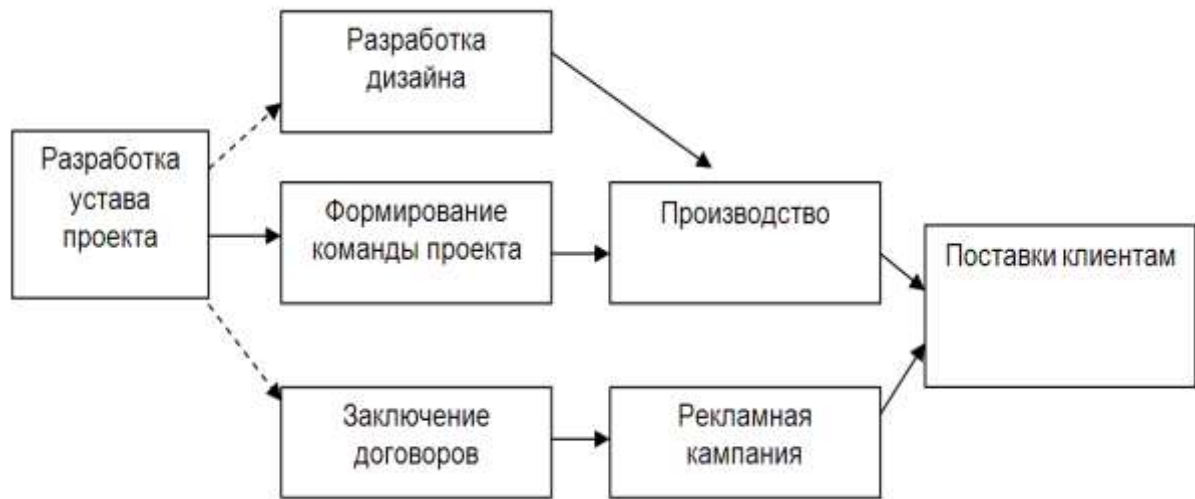 Разработка
дизайна
Разработка
устава
проекта
Формирование
команды проекта
Производство
Поставки клиентам
Заключение
договоров
Рекламная
кампания